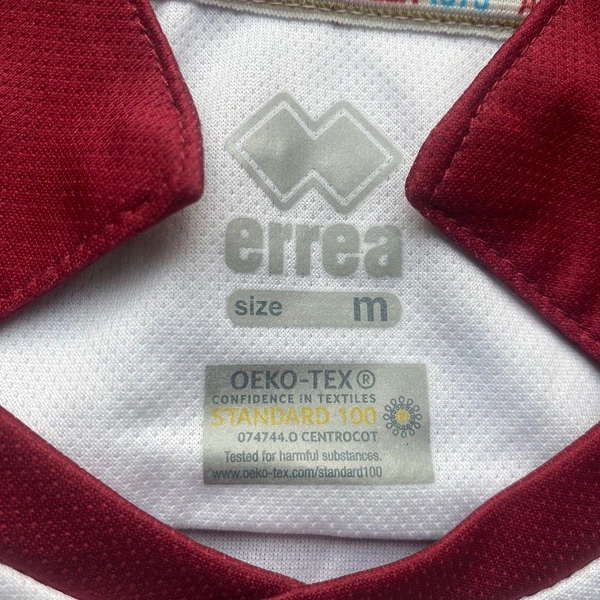 errea
size m
OEKO-TEX®
CONFIDENCE IN TEXTILES
STANDARD 100
074744.O CENTROCOT
Tested for harmful substances.
www.oeko-tex.com/standard100